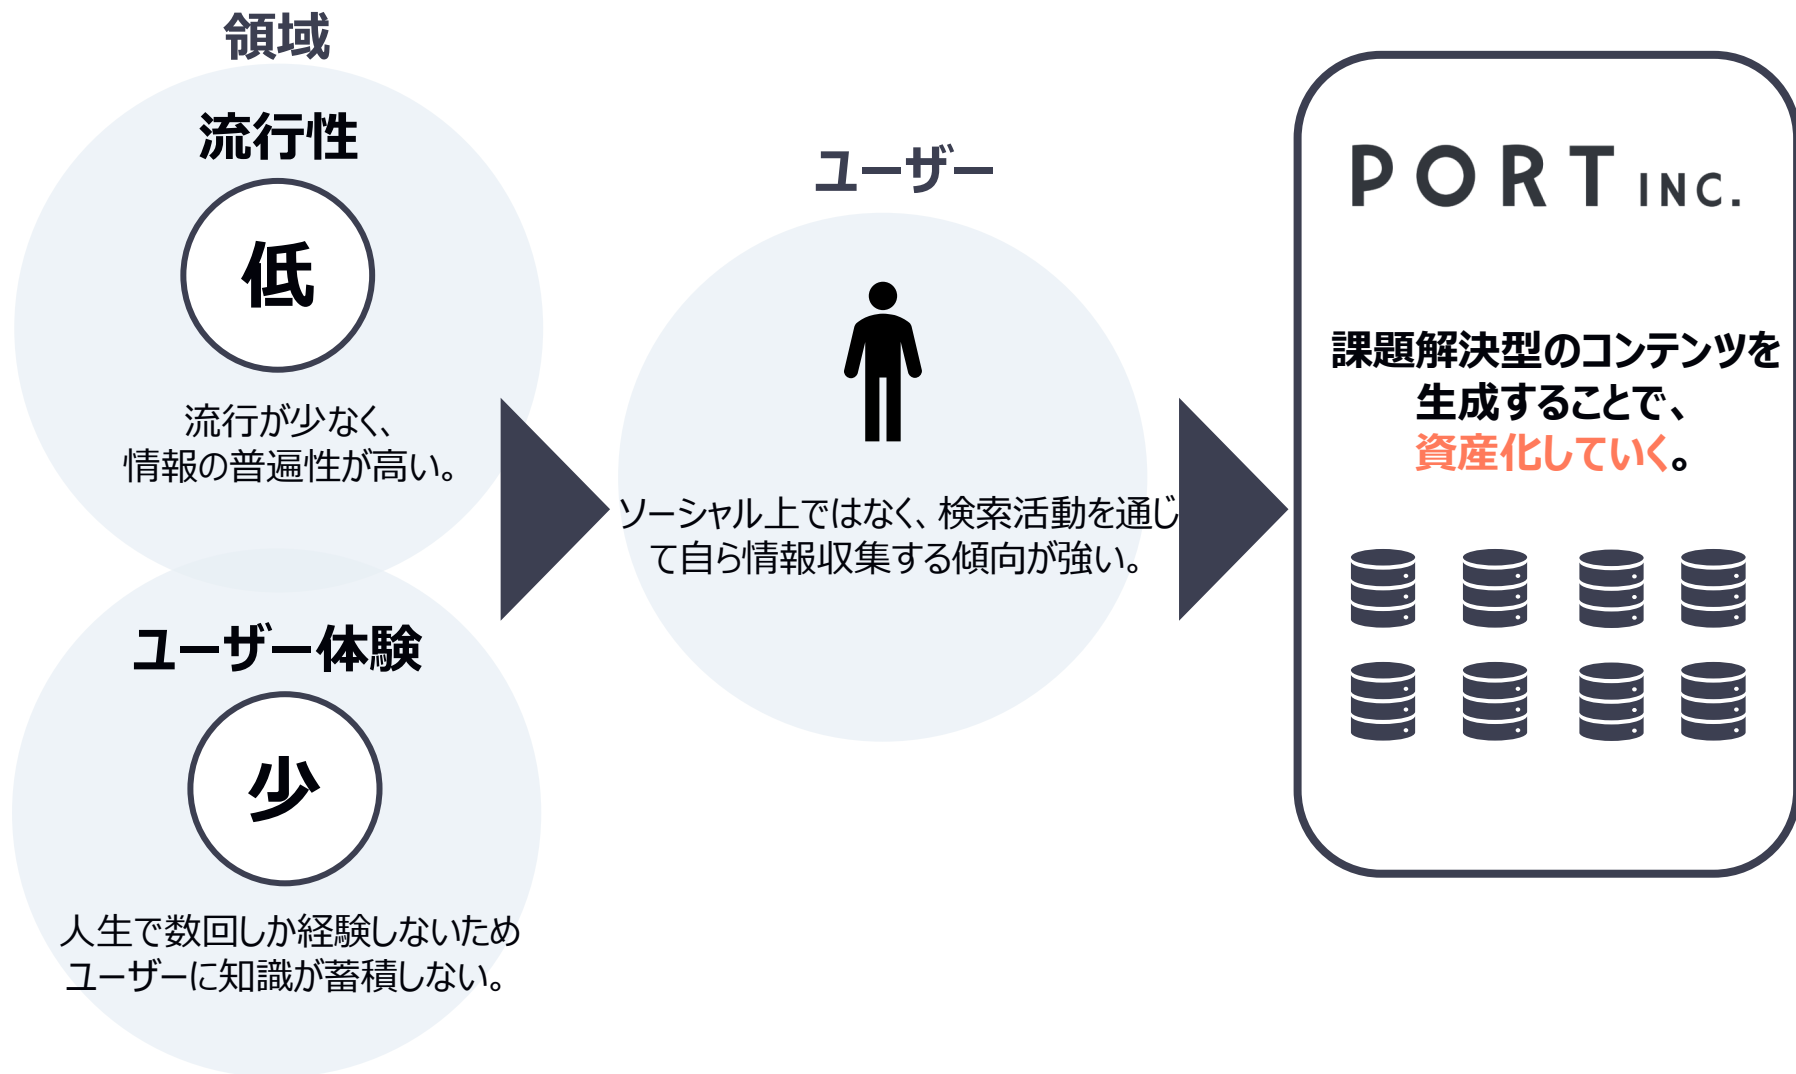 領域
流行性
低
流行が少なく、
情報の普遍性が高い。
ユーザー体験
少
人生で数回しか経験しないため
ユーザーに知識が蓄積しない。
ユーザー
ソーシャル上ではなく、検索活動を通じ
て自ら情報収集する傾向が強い。
PORT INC.
課題解決型のコンテンツを
生成することで、
資産化していく。